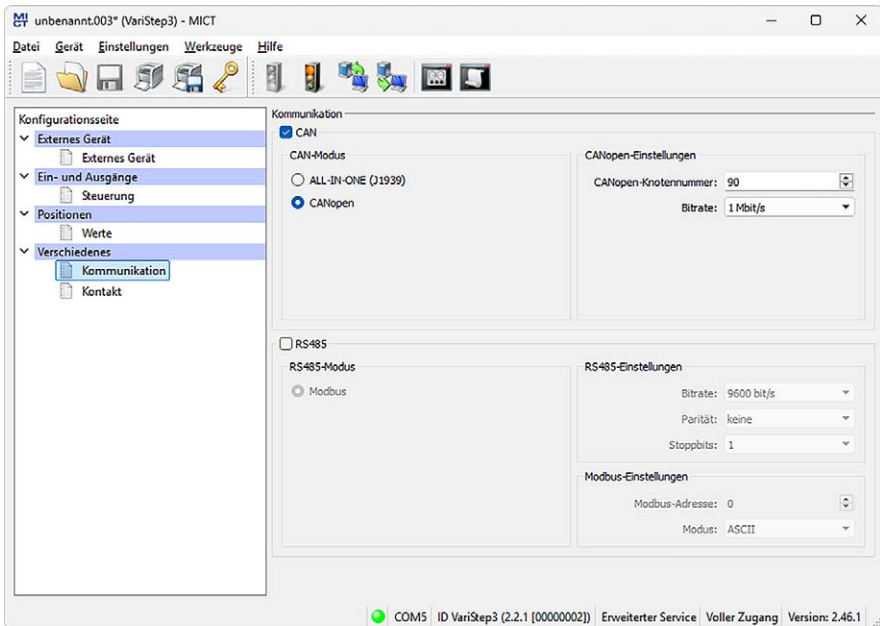 MICT unbenannt.003* (VariStep3) - MICT
Datei Gerät Einstellungen Werkzeuge Hilfe
Konfigurationsseite
Externes Gerät
Externes Gerät
Ein- und Ausgänge
Steuerung
Positionen
Werte
Verschiedenes
Kommunikation
Kontakt
Kommunikation
CAN
CAN-Modus
ALL-IN-ONE (J1939)
CANopen
CANopen-Einstellungen
CANopen-Knotennummer: 90
Bitrate: 1 Mbit/s
RS485
RS485-Modus
Modbus
RS485-Einstellungen
Bitrate: 9600 bit/s
Parität: keine
Stoppbits: 1
Modbus-Einstellungen
Modbus-Adresse: 0
Modus: ASCII
COM5 ID VariStep3 (2.2.1 [00000002]) Erweiterter Service Voller Zugang Version: 2.46.1